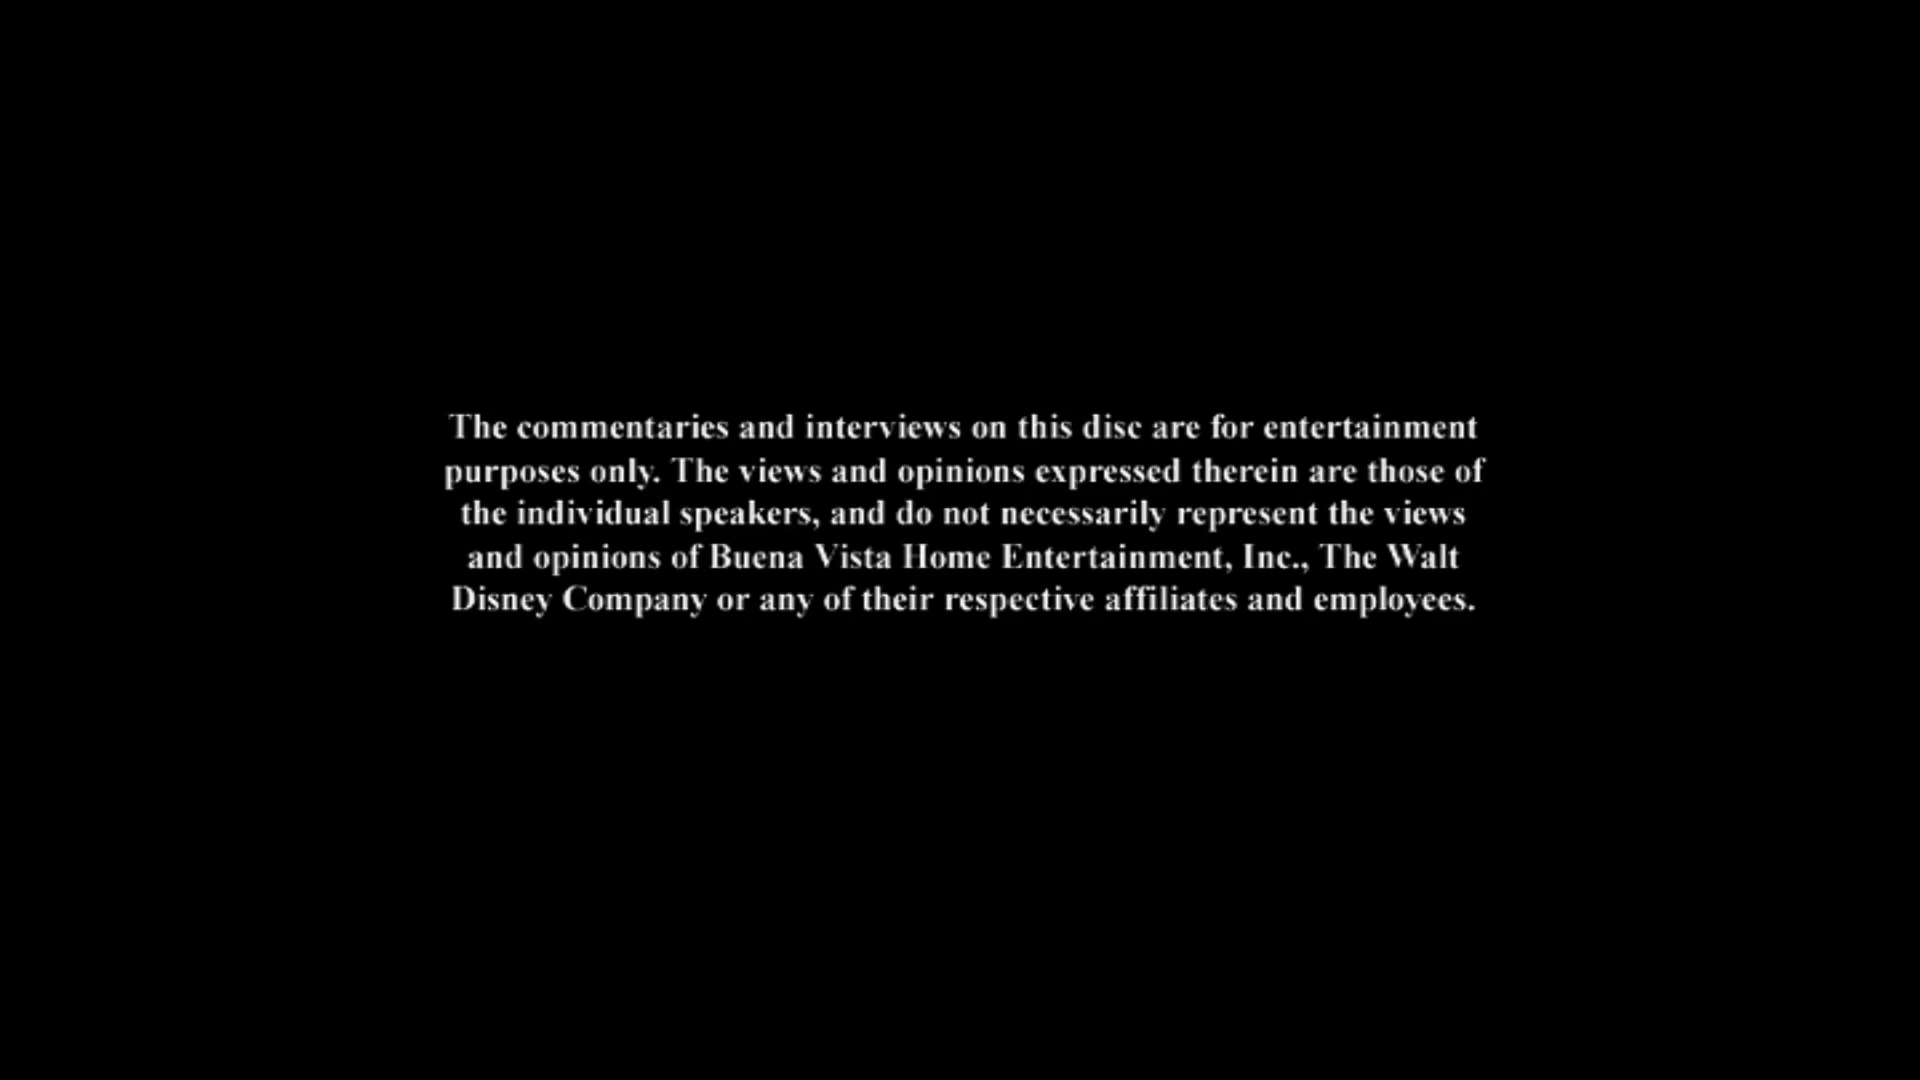 The commentaries and interviews on this disc are for entertainment
purposes only. The views and opinions expressed therein are those of
the individual speakers, and do not necessarily represent the views
and opinions of Buena Vista Home Entertainment, Inc., The Walt
Disney Company or any of their respective affiliates and employees.